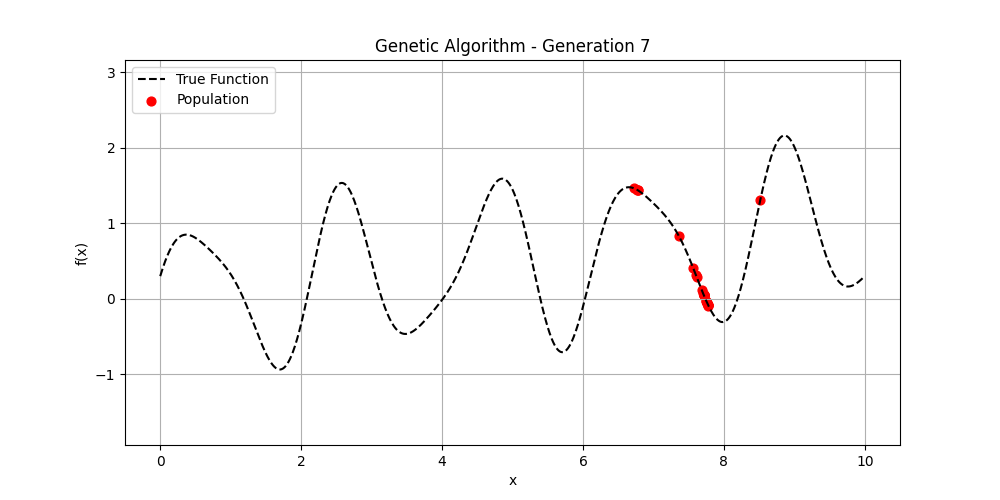 Genetic Algorithm - Generation 7
True Function
Population
f(x)
3
2
1
0
−1
0 2 4 6 8 10
x